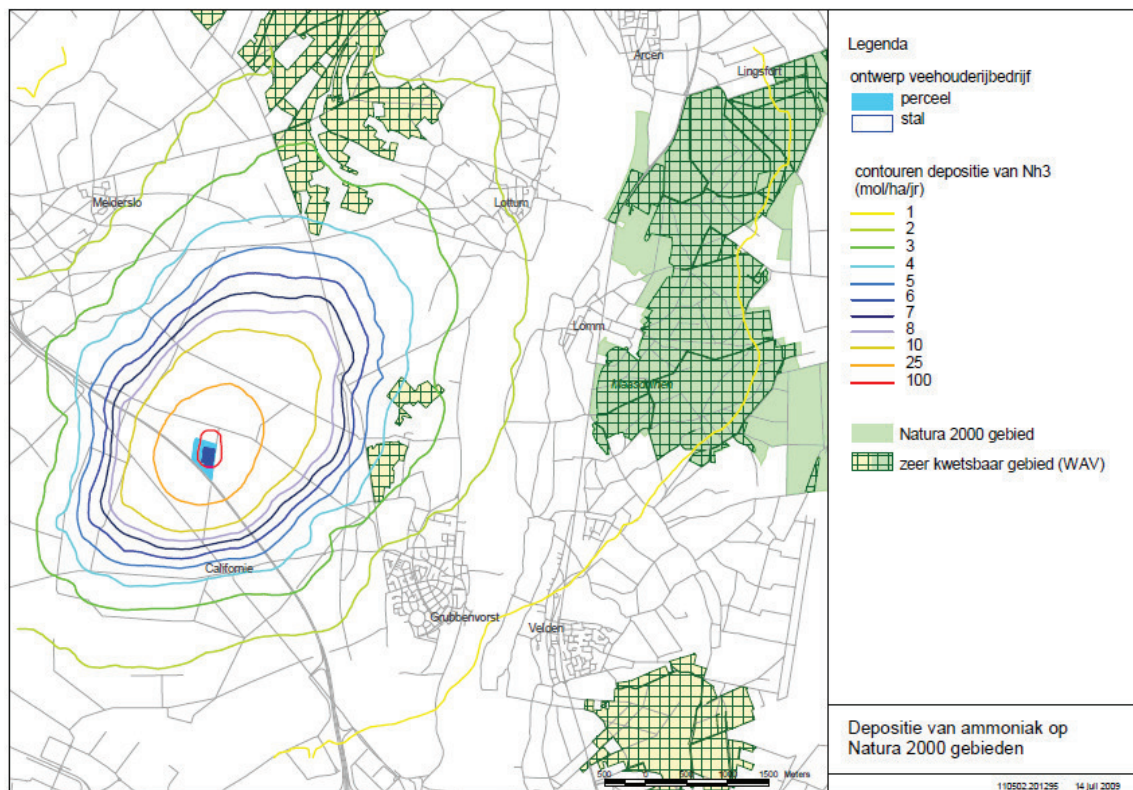 Arcen
Lingsfort
Melderslo
Lottum
Lomm
Maasduinen
Californie
Grubbenvorst
Velden
500 0 500 1000 1500 Meters
Legenda
ontwerp veehouderijbedrijf
perceel
stal
contouren depositie van Nh3
(mol/ha/jr)
1
2
3
4
5
6
7
8
10
25
100
Natura 2000 gebied
zeer kwetsbaar gebied (WAV)
Depositie van ammoniak op
Natura 2000 gebieden
110502.201295 14 juli 2009